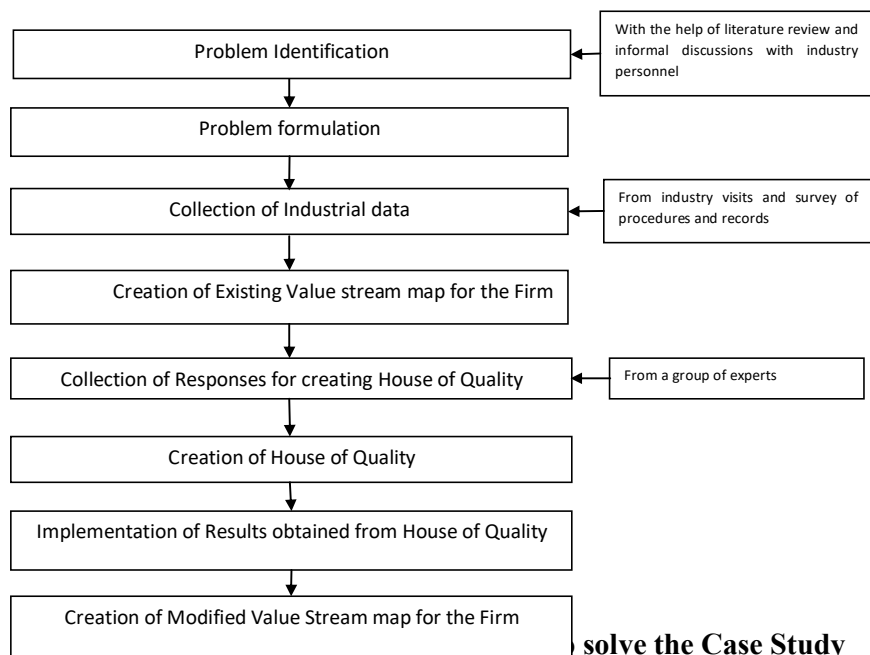 Problem Identification
With the help of literature review and
informal discussions with industry
personnel
Problem formulation
Collection of Industrial data
From industry visits and survey of
procedures and records
Creation of Existing Value stream map for the Firm
Collection of Responses for creating House of Quality
From a group of experts
Creation of House of Quality
Implementation of Results obtained from House of Quality
Creation of Modified Value Stream map for the Firm
solve the Case Study